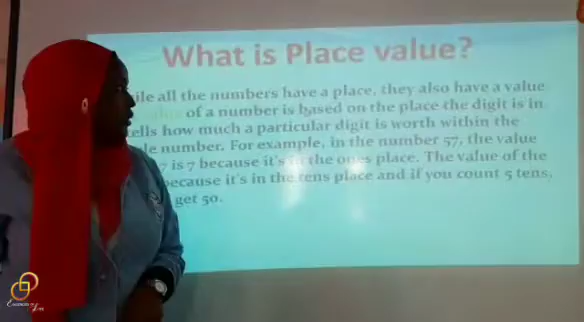 What is Place value?
ile all the numbers have a place, they also have a value
of a number is based on the place the digit is in.
ells how much a particular digit is worth within the
le number. For example, in the number 57, the value
7 is 7 because it's in the ones place. The value of the
because it's in the tens place and if you count 5 tens,
get 50.